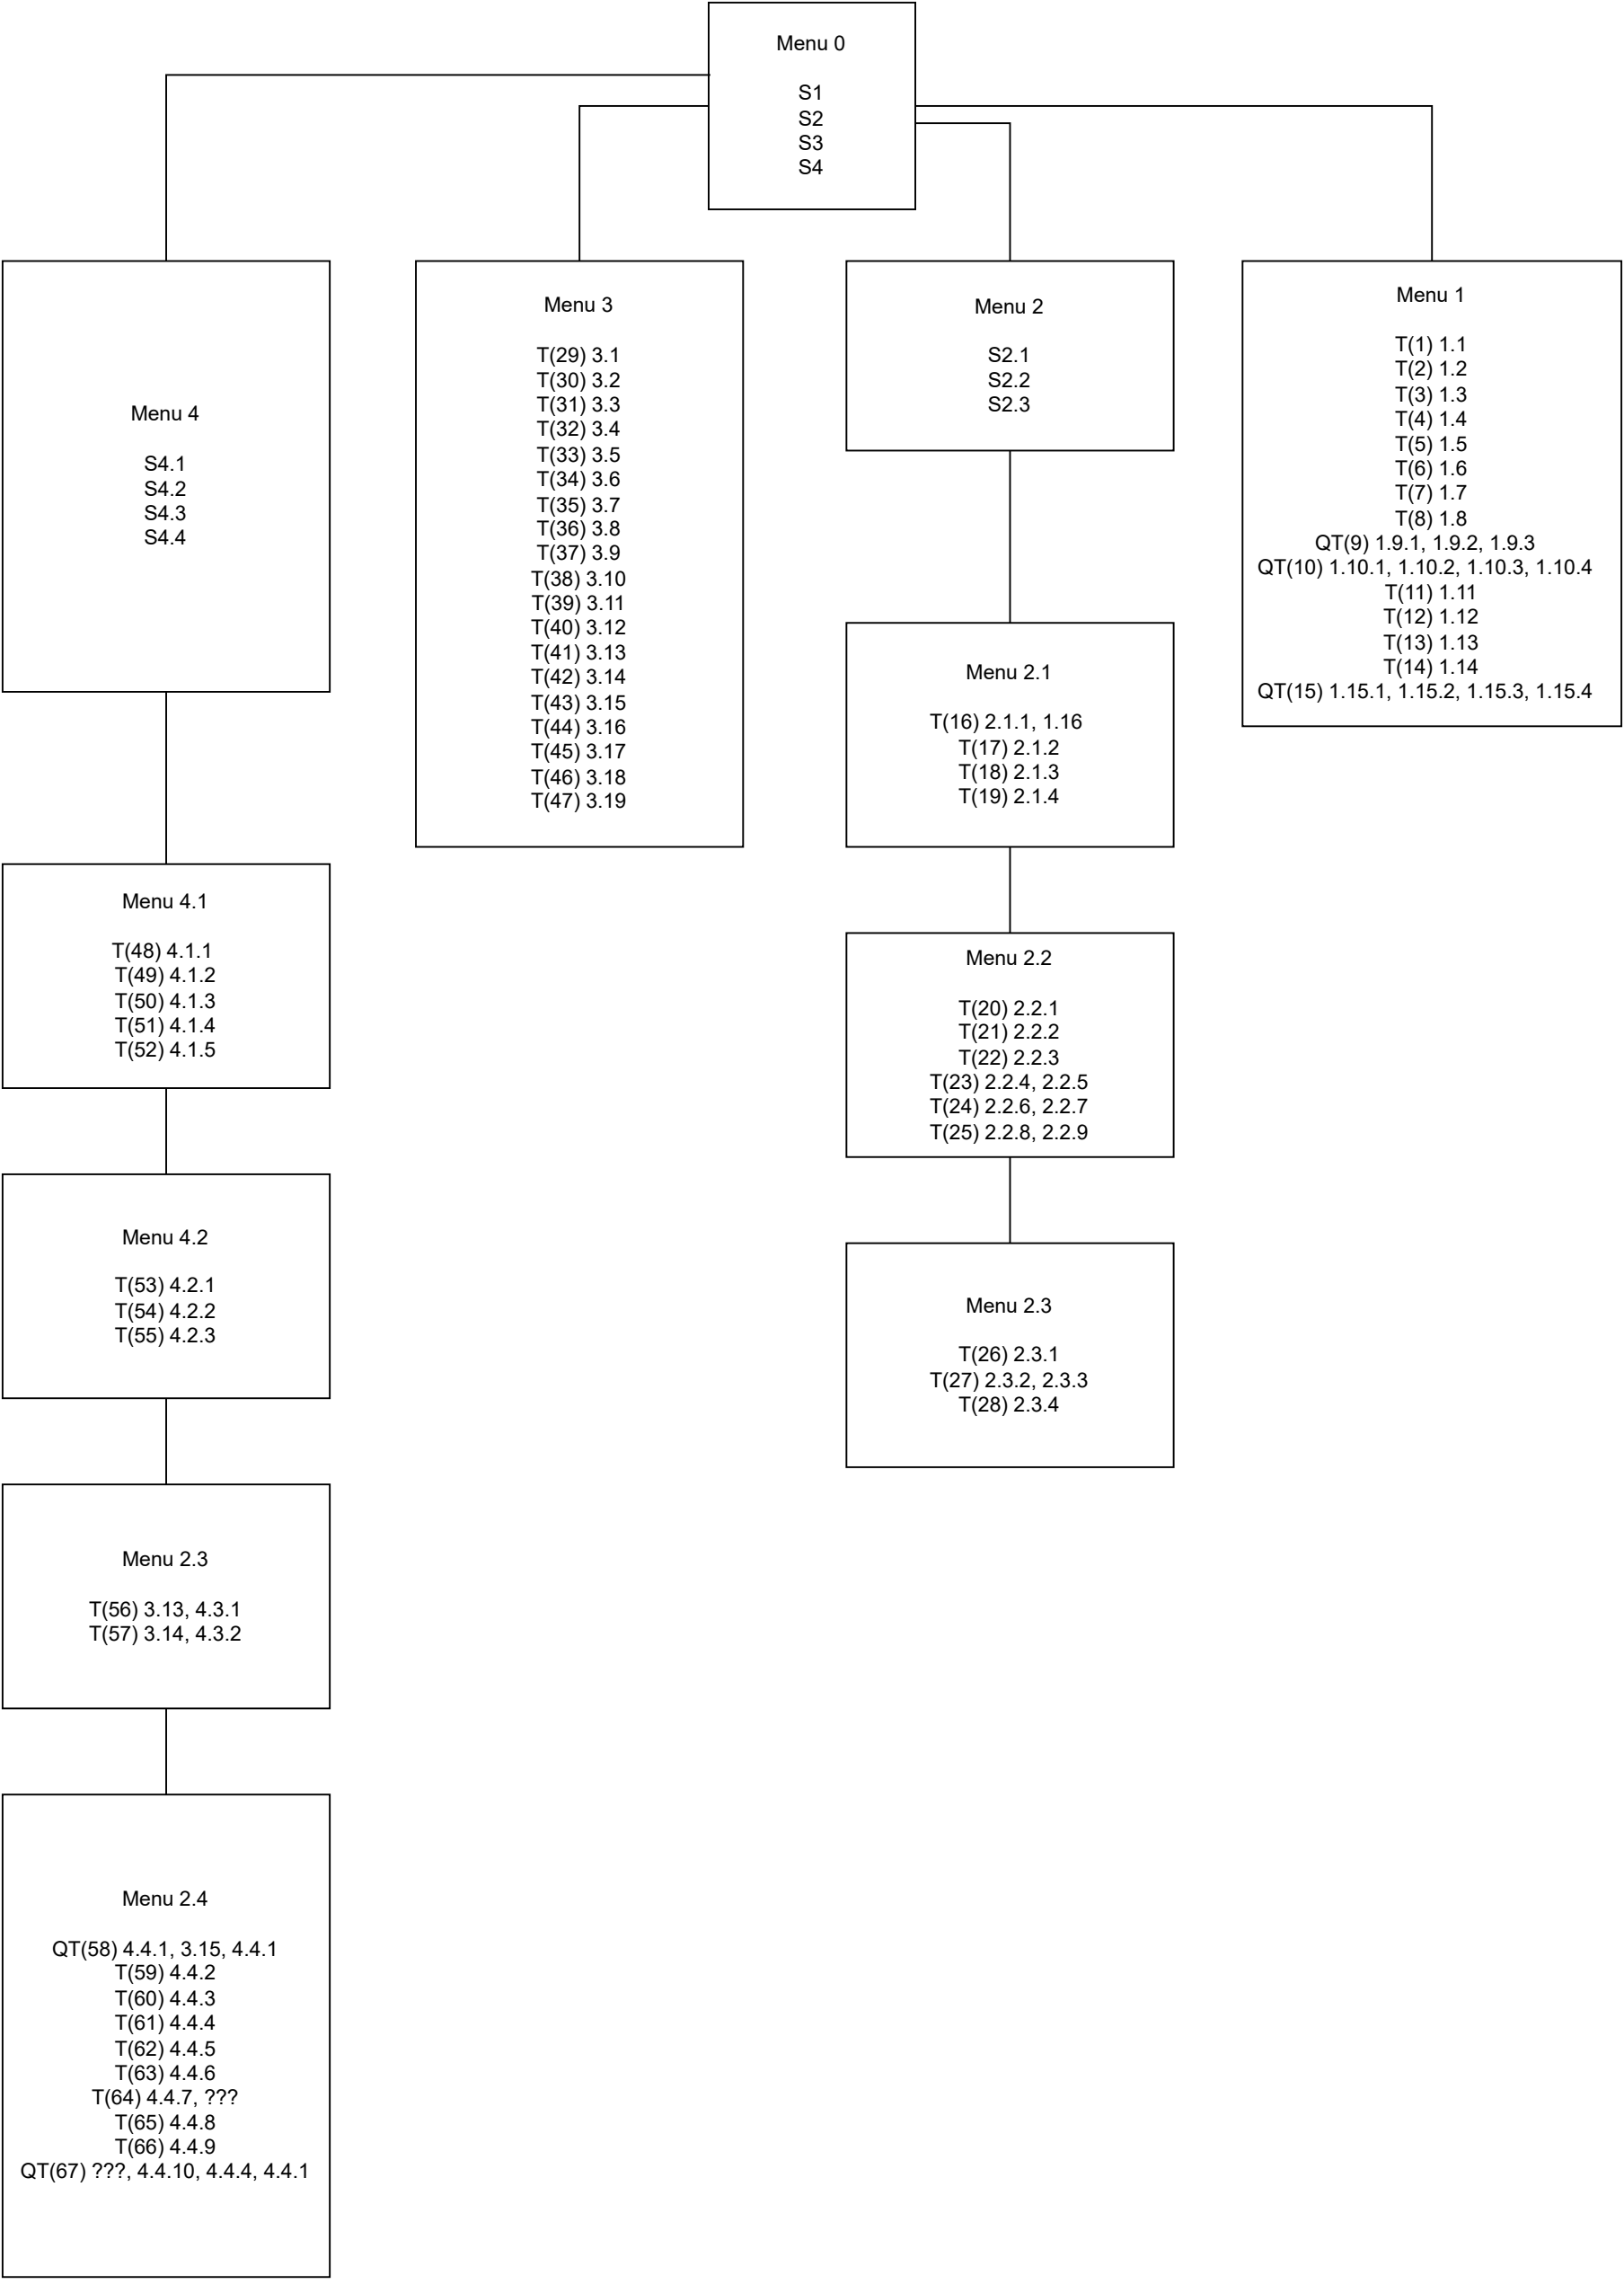 Menu 0
S1
S2
S3
S4
Menu 4
S4.1
S4.2
S4.3
S4.4
Menu 3
T(29) 3.1
T(30) 3.2
T(31) 3.3
T(32) 3.4
T(33) 3.5
T(34) 3.6
T(35) 3.7
T(36) 3.8
T(37) 3.9
T(38) 3.10
T(39) 3.11
T(40) 3.12
T(41) 3.13
T(42) 3.14
T(43) 3.15
T(44) 3.16
T(45) 3.17
T(46) 3.18
T(47) 3.19
Menu 2
S2.1
S2.2
S2.3
Menu 1
T(1) 1.1
T(2) 1.2
T(3) 1.3
T(4) 1.4
T(5) 1.5
T(6) 1.6
T(7) 1.7
T(8) 1.8
QT(9) 1.9.1, 1.9.2, 1.9.3
QT(10) 1.10.1, 1.10.2, 1.10.3, 1.10.4
T(11) 1.11
T(12) 1.12
T(13) 1.13
T(14) 1.14
QT(15) 1.15.1, 1.15.2, 1.15.3, 1.15.4
Menu 2.1
T(16) 2.1.1, 1.16
T(17) 2.1.2
T(18) 2.1.3
T(19) 2.1.4
Menu 4.1
T(48) 4.1.1
T(49) 4.1.2
T(50) 4.1.3
T(51) 4.1.4
T(52) 4.1.5
Menu 2.2
T(20) 2.2.1
T(21) 2.2.2
T(22) 2.2.3
T(23) 2.2.4, 2.2.5
T(24) 2.2.6, 2.2.7
T(25) 2.2.8, 2.2.9
Menu 4.2
T(53) 4.2.1
T(54) 4.2.2
T(55) 4.2.3
Menu 2.3
T(26) 2.3.1
T(27) 2.3.2, 2.3.3
T(28) 2.3.4
Menu 2.3
T(56) 3.13, 4.3.1
T(57) 3.14, 4.3.2
Menu 2.4
QT(58) 4.4.1, 3.15, 4.4.1
T(59) 4.4.2
T(60) 4.4.3
T(61) 4.4.4
T(62) 4.4.5
T(63) 4.4.6
T(64) 4.4.7, ???
T(65) 4.4.8
T(66) 4.4.9
QT(67) ???, 4.4.10, 4.4.4, 4.4.1